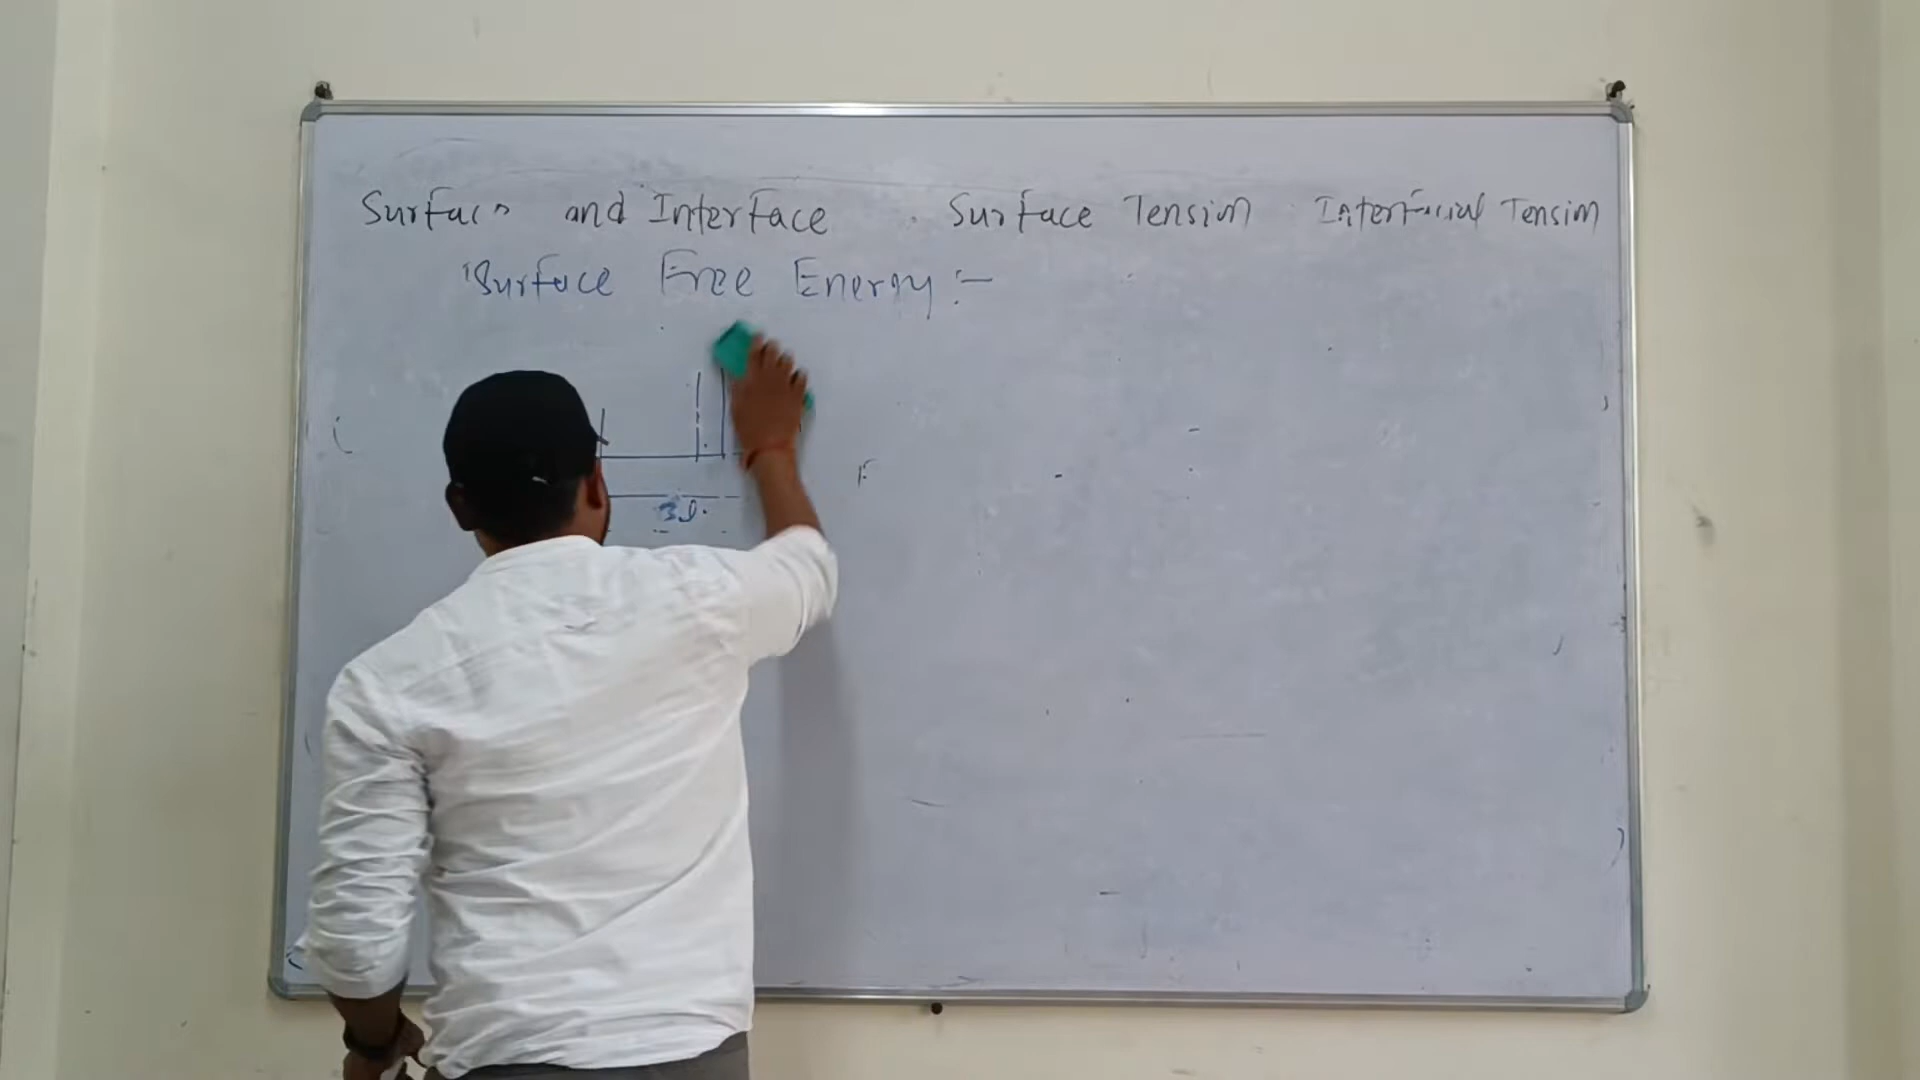 Surface and Interface Surface Tension Interfacial Tension
Surface Free Energy :-
F